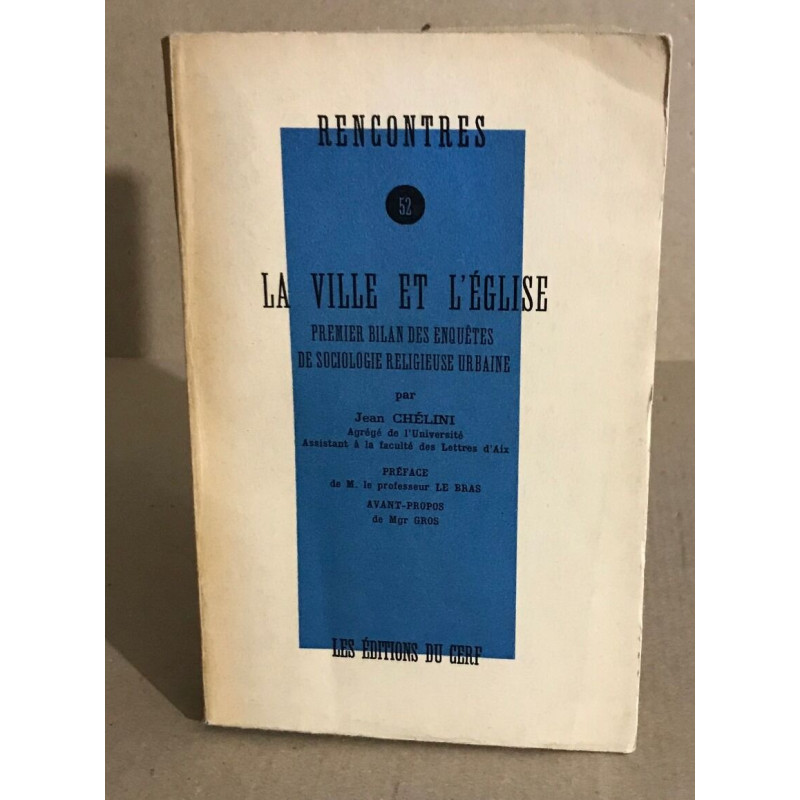 RENCONTRES
52
LA VILLE ET L'ÉGLISE
PREMIER BILAN DES ENQUÊTES
DE SOCIOLOGIE RELIGIEUSE URBAINE
par
Jean CHÉLINI
Agrégé de l'Université
Assistant à la faculté des Lettres d'Aix
PRÉFACE
de M. le professeur LE BRAS
AVANT-PROPOS
de Mgr GROS
LES ÉDITIONS DU CERF